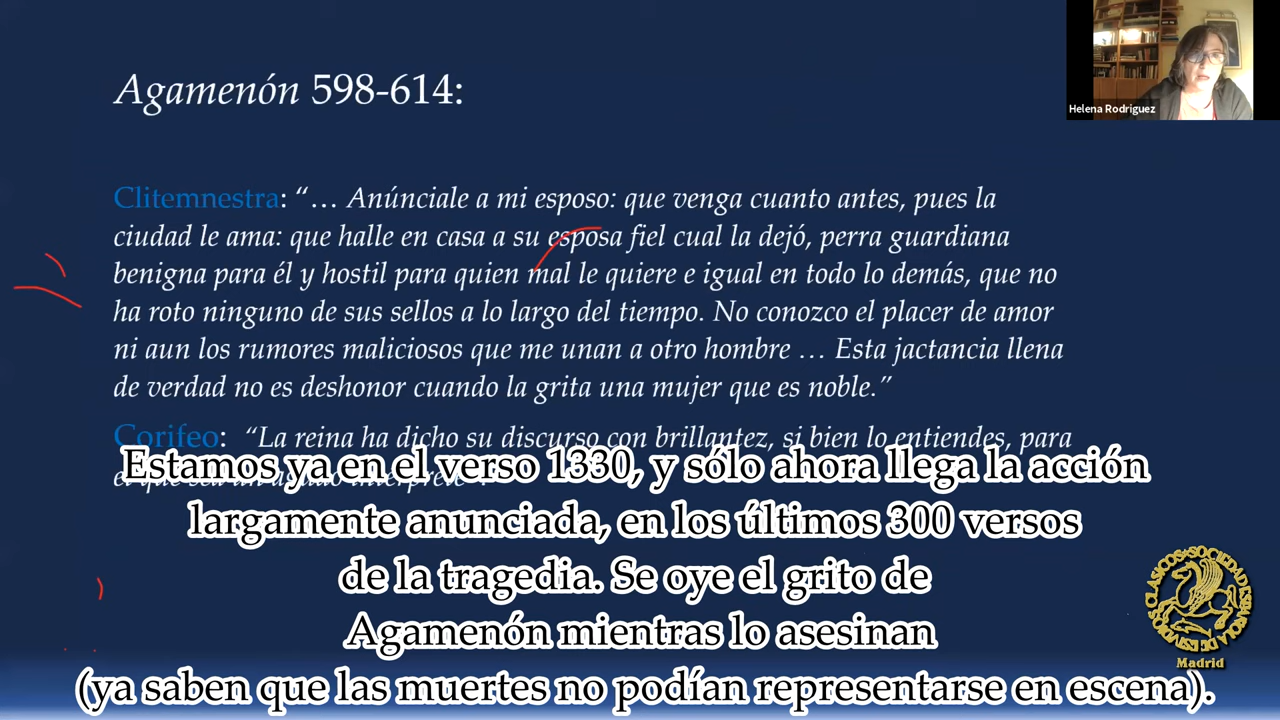 Helena Rodriguez
Agamenón 598-614:
Clitemnestra: “… Anúnciale a mi esposo: que venga cuanto antes, pues la
ciudad le ama: que halle en casa a su esposa fiel cual la dejó, perra guardiana
benigna para él y hostil para quien mal le quiere e igual en todo lo demás, que no
ha roto ninguno de sus sellos a lo largo del tiempo. No conozco el placer de amor
ni aun los rumores maliciosos que me unan a otro hombre … Esta jactancia llena
de verdad no es deshonor cuando la grita una mujer que es noble.”
Corifeo: “La reina ha dicho su discurso con brillantez, si bien lo entiendes, para
Estamos ya en el verso 1330, y sólo ahora llega la acción
largamente anunciada, en los últimos 300 versos
de la tragedia. Se oye el grito de
Agamenón mientras lo asesinan
(ya saben que las muertes no podían representarse en escena).
SOCIEDAD ESPAÑOLA DE ESTUDIOS CLASICOS
Madrid